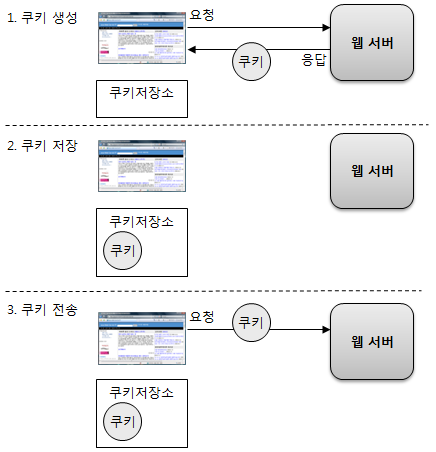 1. 쿠키 생성
요청
웹 서버
쿠키
응답
쿠키저장소
2. 쿠키 저장
웹 서버
쿠키저장소
쿠키
3. 쿠키 전송
요청
쿠키
웹 서버
쿠키저장소
쿠키